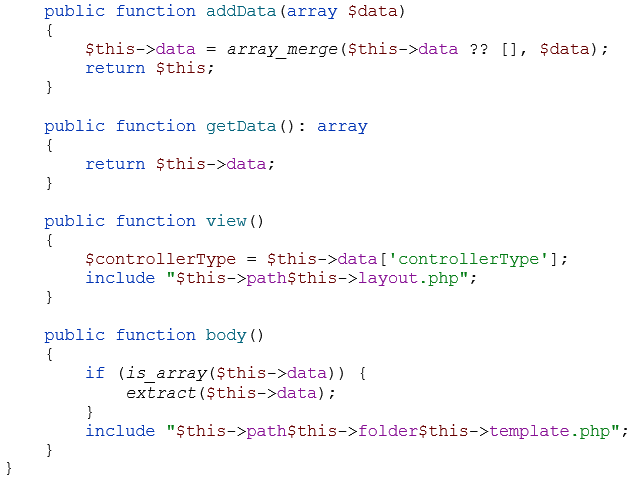 public function addData(array $data)
    {
        $this->data = array_merge($this->data ?? [], $data);
        return $this;
    }

    public function getData(): array
    {
        return $this->data;
    }

    public function view()
    {
        $controllerType = $this->data['controllerType'];
        include "$this->path$this->layout.php";
    }

    public function body()
    {
        if (is_array($this->data)) {
            extract($this->data);
        }
        include "$this->path$this->folder$this->template.php";
    }
}